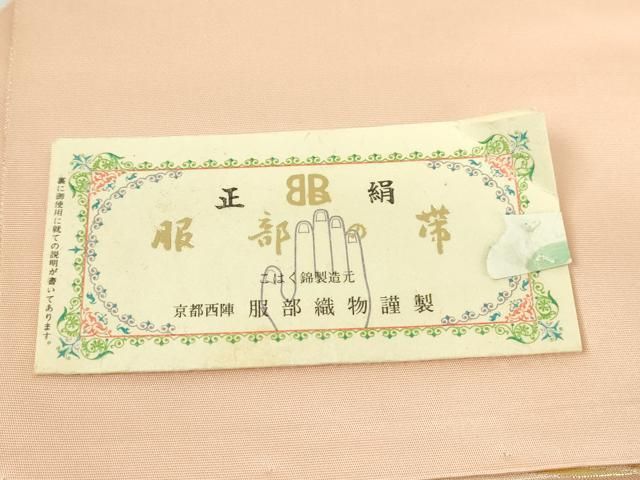 正 絹
服部の帯
こはく錦製造元
京都西陣 服部織物謹製
裏に御使用に就ての説明が書いてあります。